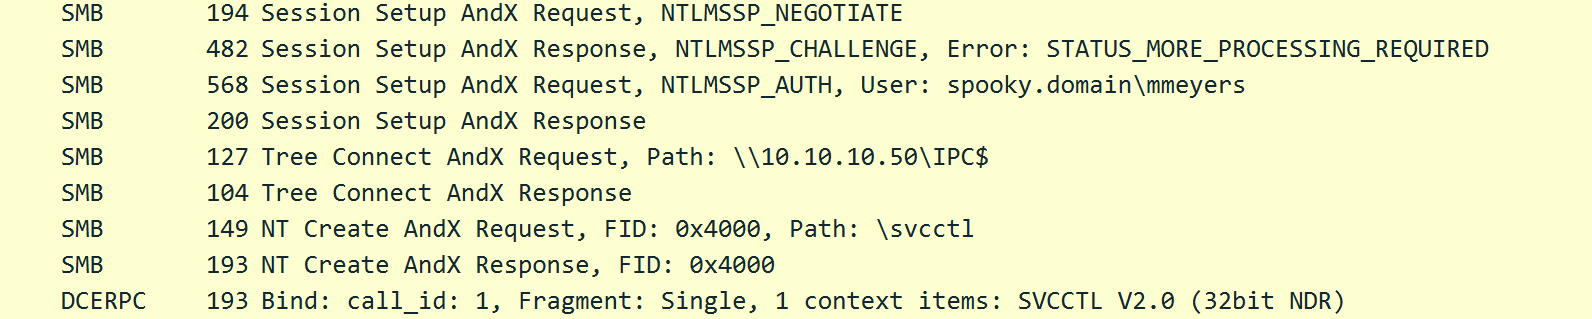 SMB 194 Session Setup AndX Request, NTLMSSP_NEGOTIATE
SMB 482 Session Setup AndX Response, NTLMSSP_CHALLENGE, Error: STATUS_MORE_PROCESSING_REQUIRED
SMB 568 Session Setup AndX Request, NTLMSSP_AUTH, User: spooky.domain\mmeyers
SMB 200 Session Setup AndX Response
SMB 127 Tree Connect AndX Request, Path: \\10.10.10.50\IPC$
SMB 104 Tree Connect AndX Response
SMB 149 NT Create AndX Request, FID: 0x4000, Path: \svcctl
SMB 193 NT Create AndX Response, FID: 0x4000
DCERPC 193 Bind: call_id: 1, Fragment: Single, 1 context items: SVCCTL V2.0 (32bit NDR)